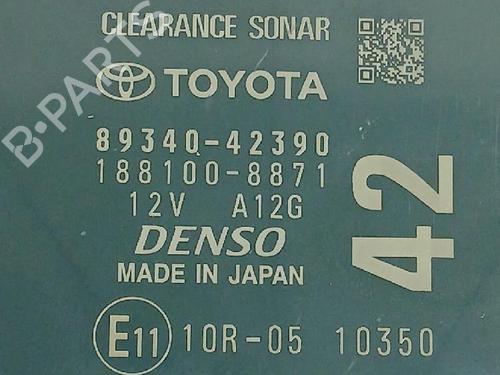 CLEARANCE SONAR
TOYOTA
89340-42390
188100-8871
12V A12G
DENSO
MADE IN JAPAN
42
E11 10R-05 10350
B-PARTS